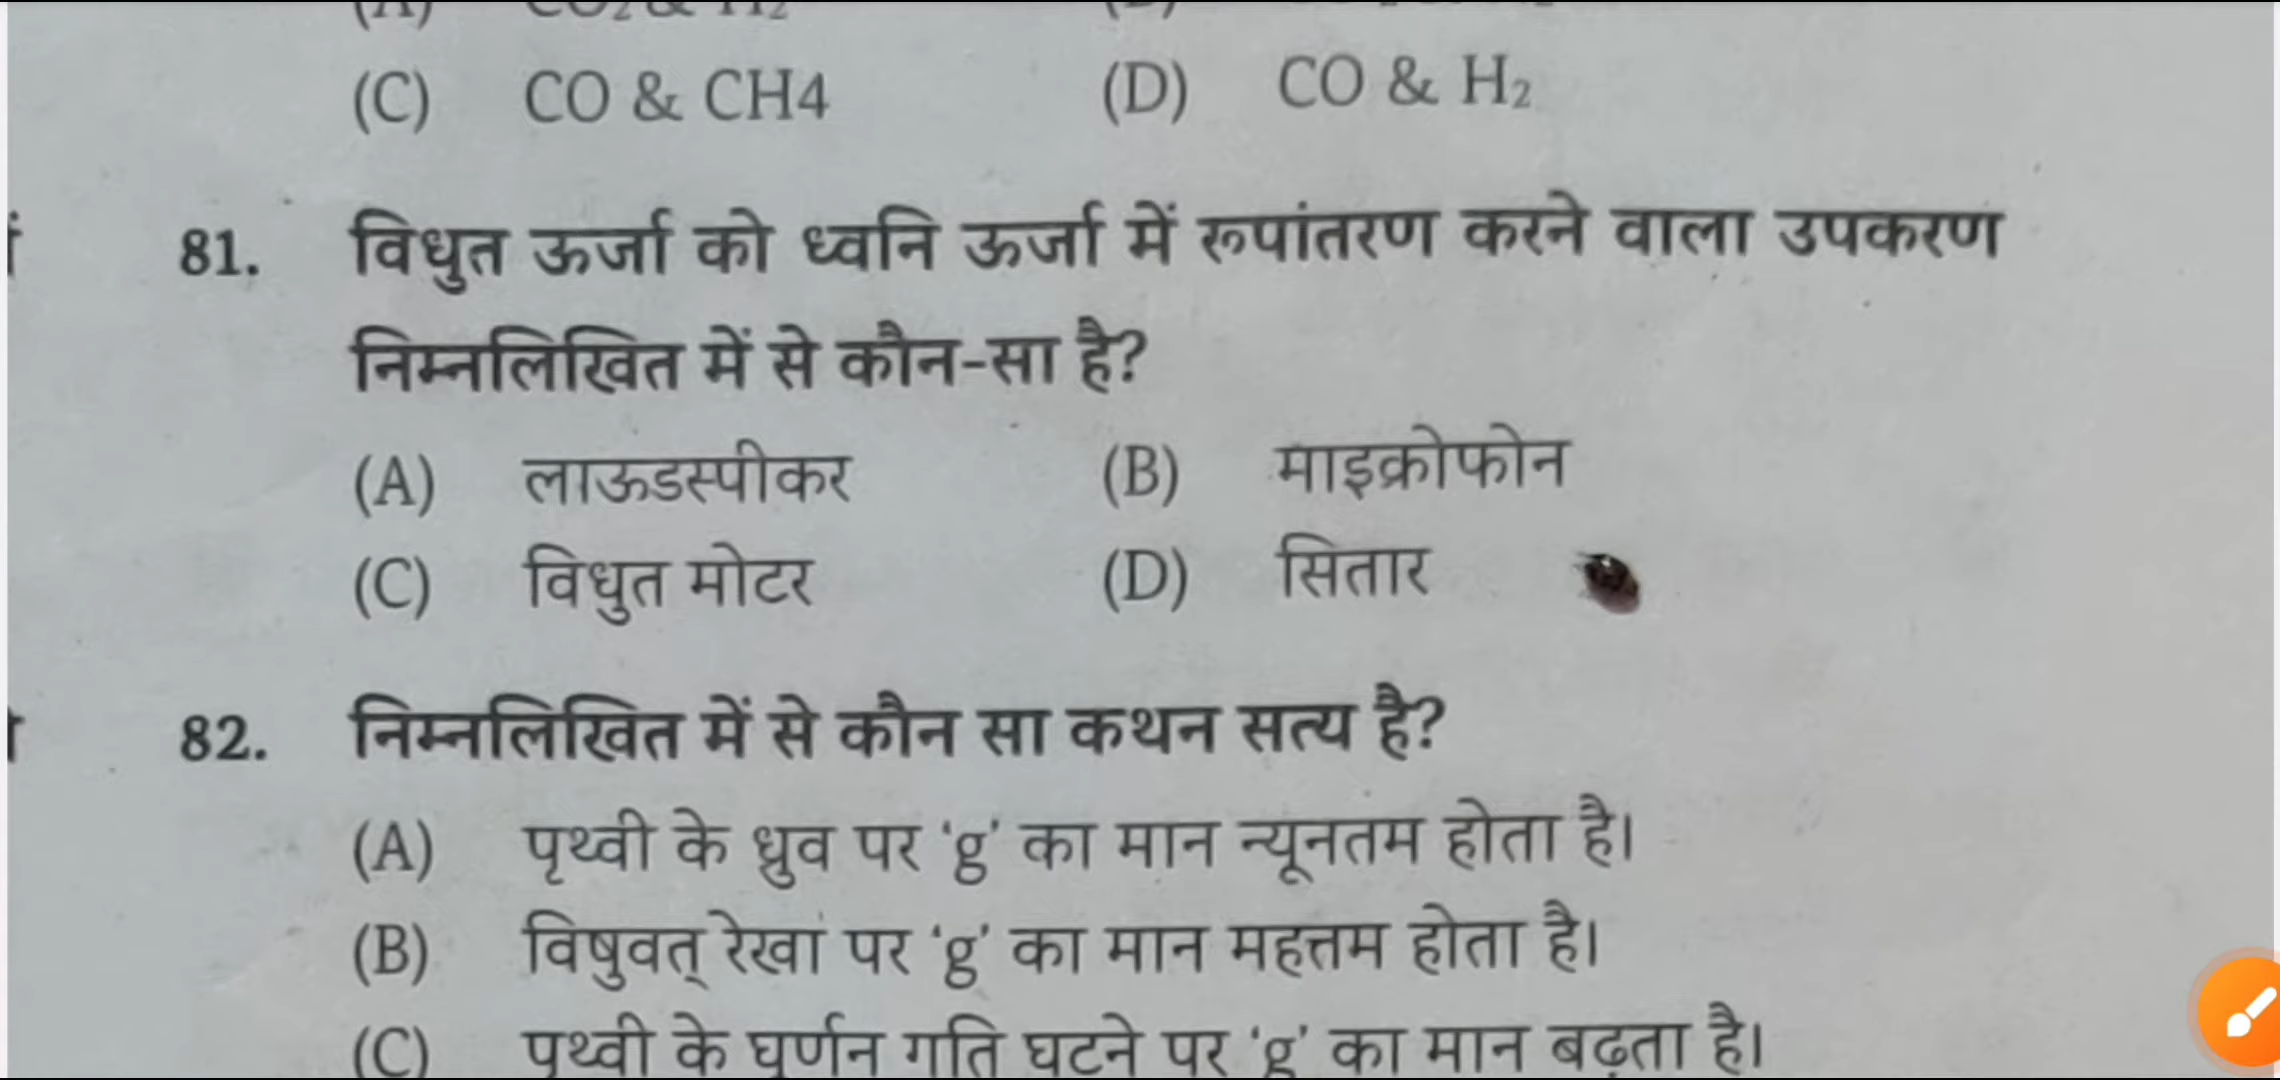 (C) CO & CH4 (D) CO & H₂
81. विधुत ऊर्जा को ध्वनि ऊर्जा में रूपांतरण करने वाला उपकरण
निम्नलिखित में से कौन-सा है?
(A) लाऊडस्पीकर (B) माइक्रोफोन
(C) विधुत मोटर (D) सितार
82. निम्नलिखित में से कौन सा कथन सत्य है?
(A) पृथ्वी के ध्रुव पर ‘g’ का मान न्यूनतम होता है।
(B) विषुवत् रेखा पर ‘g’ का मान महत्तम होता है।
(C) पृथ्वी के घूर्णन गति घटने पर ‘g’ का मान बढ़ता है।